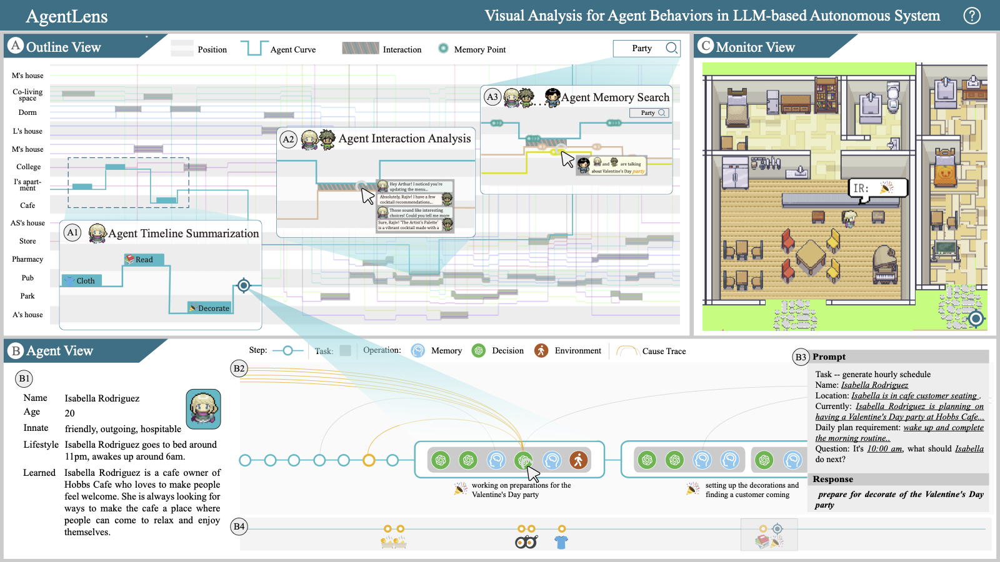 AgentLens
Visual Analysis for Agent Behaviors in LLM-based Autonomous System
?
A Outline View
Position
Agent Curve
Interaction
Memory Point
Party
M's house
Co-living
space
Dorm
L's house
M's house
College
I's apart-
ment
Cafe
AS's house
Store
Pharmacy
Pub
Park
A's house
A1 Agent Timeline Summarization
Cloth
Read
Decorate
A2 Agent Interaction Analysis
Hey Arthur! I noticed you're
updating the menu...
Absolutely, Rajiv! I have a few
cocktail recommendations...
Those sound like interesting
choices! Could you tell me more
Sure, Rajiv! 'The Artist's Palette'
is a vibrant cocktail made with a
A3 ... Agent Memory Search
Party
and are talking
about Valentine's Day party
C Monitor View
IR:
B Agent View
Step:
Task:
Operation:
Memory
Decision
Environment
Cause Trace
B1
Name Isabella Rodriguez
Age 20
Innate friendly, outgoing, hospitable
Lifestyle Isabella Rodriguez goes to bed around
11pm, awakes up around 6am.
Learned Isabella Rodriguez is a cafe owner of
Hobbs Cafe who loves to make people
feel welcome. She is always looking for
ways to make the cafe a place where
people can come to relax and enjoy
themselves.
B2
working on preparations for the
Valentine's Day party
setting up the decorations and
finding a customer coming
B3 Prompt
Task -- generate hourly schedule
Name: Isabella Rodriguez
Location: Isabella is in cafe customer seating .
Currently: Isabella Rodriguez is planning on
having a Valentine's Day party at Hobbs Cafe...
Daily plan requirement: wake up and complete
the morning routine..
Question: It's 10:00 am, what should Isabella
do next?
Response
prepare for decorate of the Valentine's Day
party
B4